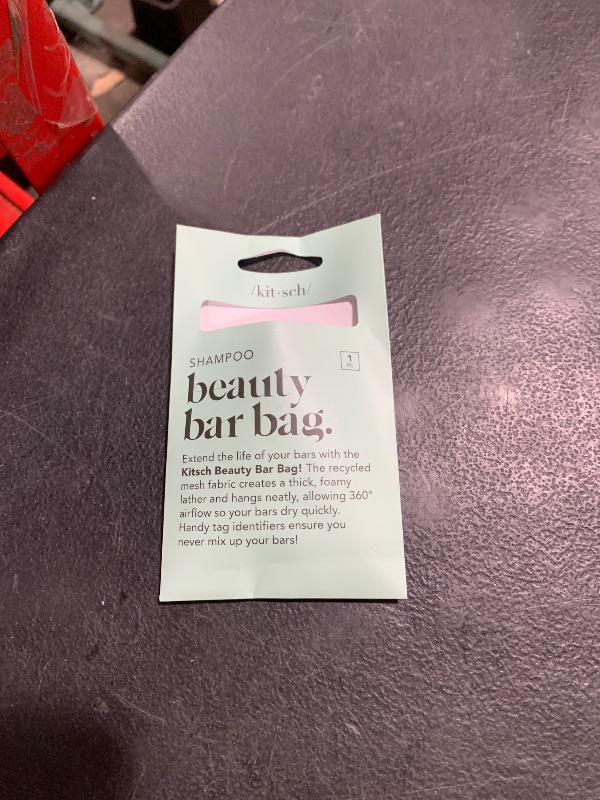 /kit·sch/
SHAMPOO
1
PC
beauty
bar bag.
Extend the life of your bars with the
Kitsch Beauty Bar Bag! The recycled
mesh fabric creates a thick, foamy
lather and hangs neatly, allowing 360°
airflow so your bars dry quickly.
Handy tag identifiers ensure you
never mix up your bars!